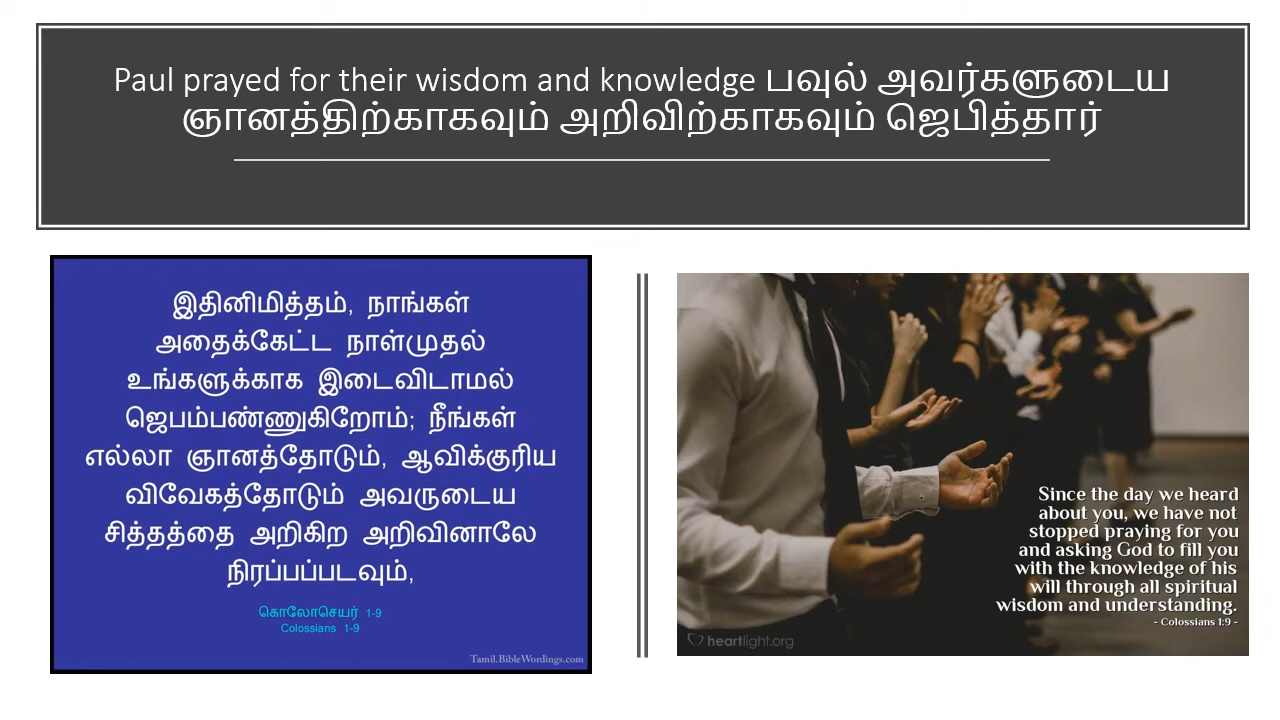 Paul prayed for their wisdom and knowledge பவுல் அவர்களுடைய
ஞானத்திற்காகவும் அறிவிற்காகவும் ஜெபித்தார்
இதினிமித்தம், நாங்கள்
அதைக்கேட்ட நாள்முதல்
உங்களுக்காக இடைவிடாமல்
ஜெபம்பண்ணுகிறோம்; நீங்கள்
எல்லா ஞானத்தோடும், ஆவிக்குரிய
விவேகத்தோடும் அவருடைய
சித்தத்தை அறிகிற அறிவினாலே
நிரப்பப்படவும்,
கொலோசெயர் 1-9
Colossians 1-9
Tamil.BibleWordings.com
Since the day we heard
about you, we have not
stopped praying for you
and asking God to fill you
with the knowledge of his
will through all spiritual
wisdom and understanding.
- Colossians 1:9 -
heartlight.org